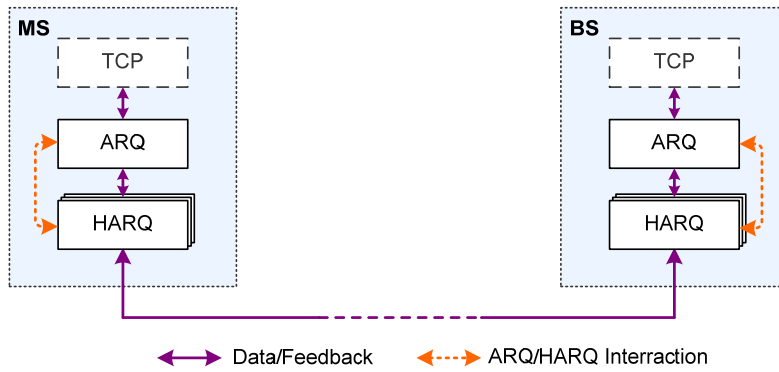 MS
BS
TCP
TCP
ARQ
ARQ
HARQ
HARQ
Data/Feedback
ARQ/HARQ Interraction